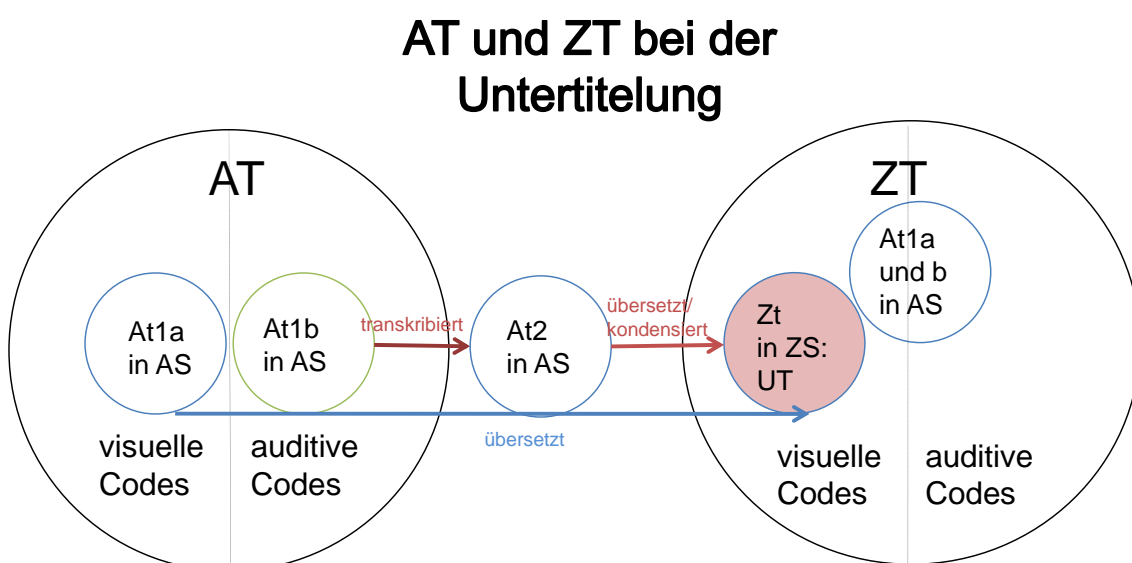 AT und ZT bei der
Untertitelung
AT
At1a
in AS
At1b
in AS
visuelle
Codes
auditive
Codes
transkribiert
At2
in AS
übersetzt/
kondensiert
übersetzt
ZT
At1a
und b
in AS
Zt
in ZS:
UT
visuelle
Codes
auditive
Codes